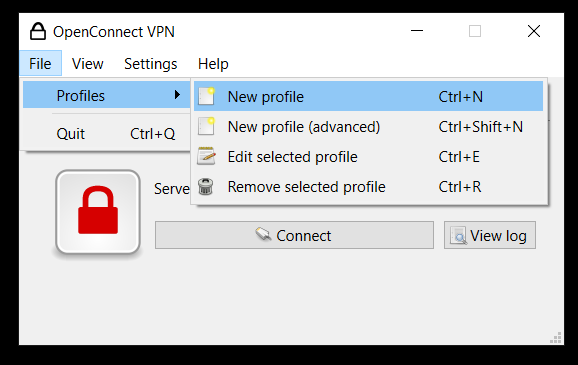 OpenConnect VPN
File View Settings Help
Profiles
New profile Ctrl+N
New profile (advanced) Ctrl+Shift+N
Quit Ctrl+Q
Edit selected profile Ctrl+E
Remove selected profile Ctrl+R
Serve
Connect
View log